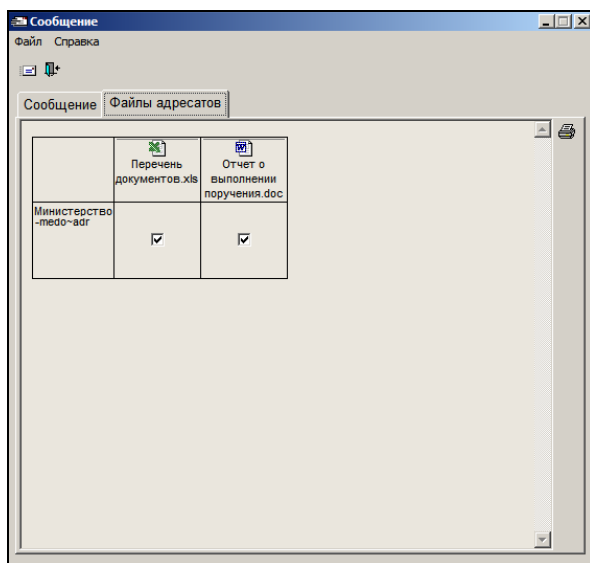 Сообщение
Файл Справка
Сообщение Файлы адресатов
Перечень
документов.xls
Отчет о
выполнении
поручения.doc
Министерство
-medo~adr